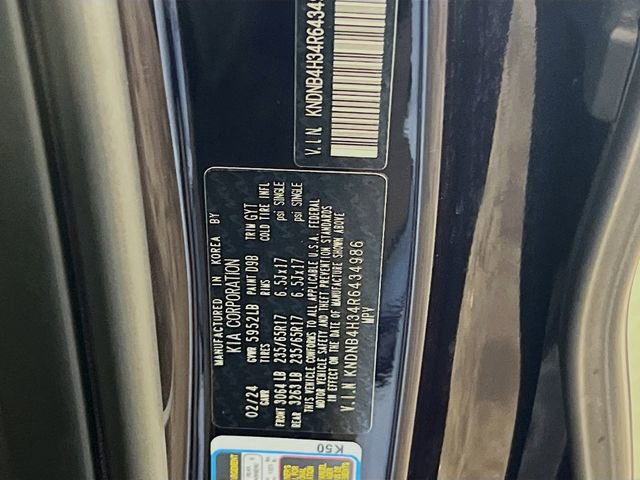 MANUFACTURED IN KOREA BY
KIA CORPORATION
02/24 GVWR 5952LB PAINT D9B TRIM GYT
GAWR TIRES RIMS COLD TIRE INFL
FRONT 3064LB 235/65R17 6.5Jx17 psi SINGLE
REAR 3263LB 235/65R17 6.5Jx17 psi SINGLE
THIS VEHICLE CONFORMS TO ALL APPLICABLE U.S.A. FEDERAL
MOTOR VEHICLE SAFETY AND THEFT PREVENTION STANDARDS
IN EFFECT ON THE DATE OF MANUFACTURE SHOWN ABOVE
V.I.N KNDNB4H34R6434986
MPV
V.I.N. KNDNB4H34R6434
K50